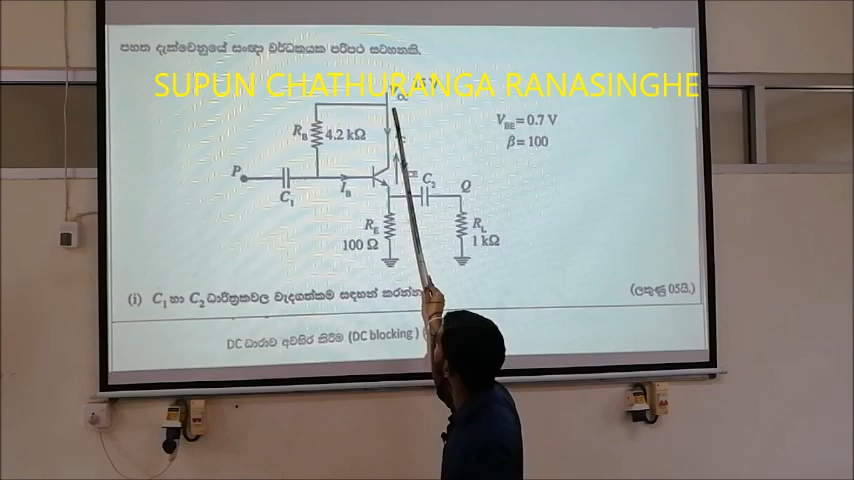 පහත දැක්වෙනුයේ සංඥා වර්ධකයක පරිපථ සටහනකි.
SUPUN CHATHURANGA RANASINGHE
R_B 4.2 kΩ
V_BE = 0.7 V
β = 100
P
C_1
I_B
C_2
Q
R_E
100 Ω
R_L
1 kΩ
(i) C_1 හා C_2 ධාරිත්‍රකවල වැදගත්කම සඳහන් කරන්න
(ලකුණු 05යි.)
DC ධාරාව අවහිර කිරීම (DC blocking)